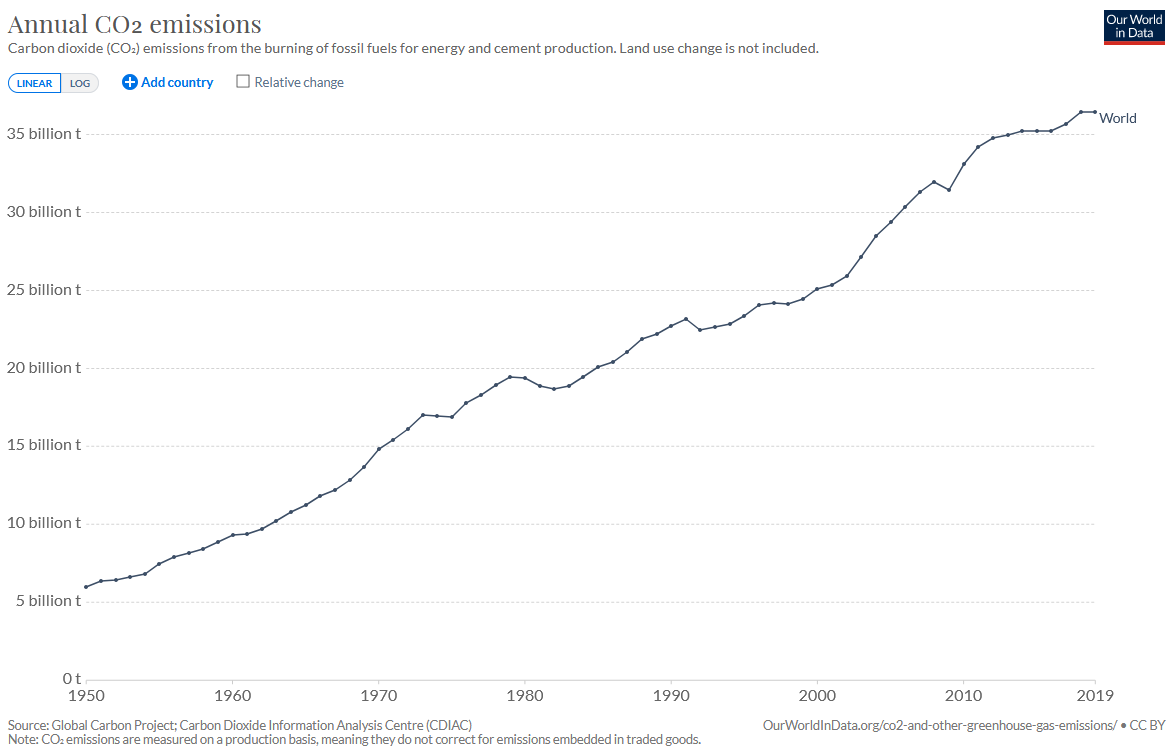 Annual CO₂ emissions
Our World
in Data
Carbon dioxide (CO₂) emissions from the burning of fossil fuels for energy and cement production. Land use change is not included.
LINEAR LOG Add country Relative change
35 billion t
World
30 billion t
25 billion t
20 billion t
15 billion t
10 billion t
5 billion t
0 t
1950 1960 1970 1980 1990 2000 2010 2019
Source: Global Carbon Project; Carbon Dioxide Information Analysis Centre (CDIAC)
OurWorldInData.org/co2-and-other-greenhouse-gas-emissions/ • CC BY
Note: CO₂ emissions are measured on a production basis, meaning they do not correct for emissions embedded in traded goods.